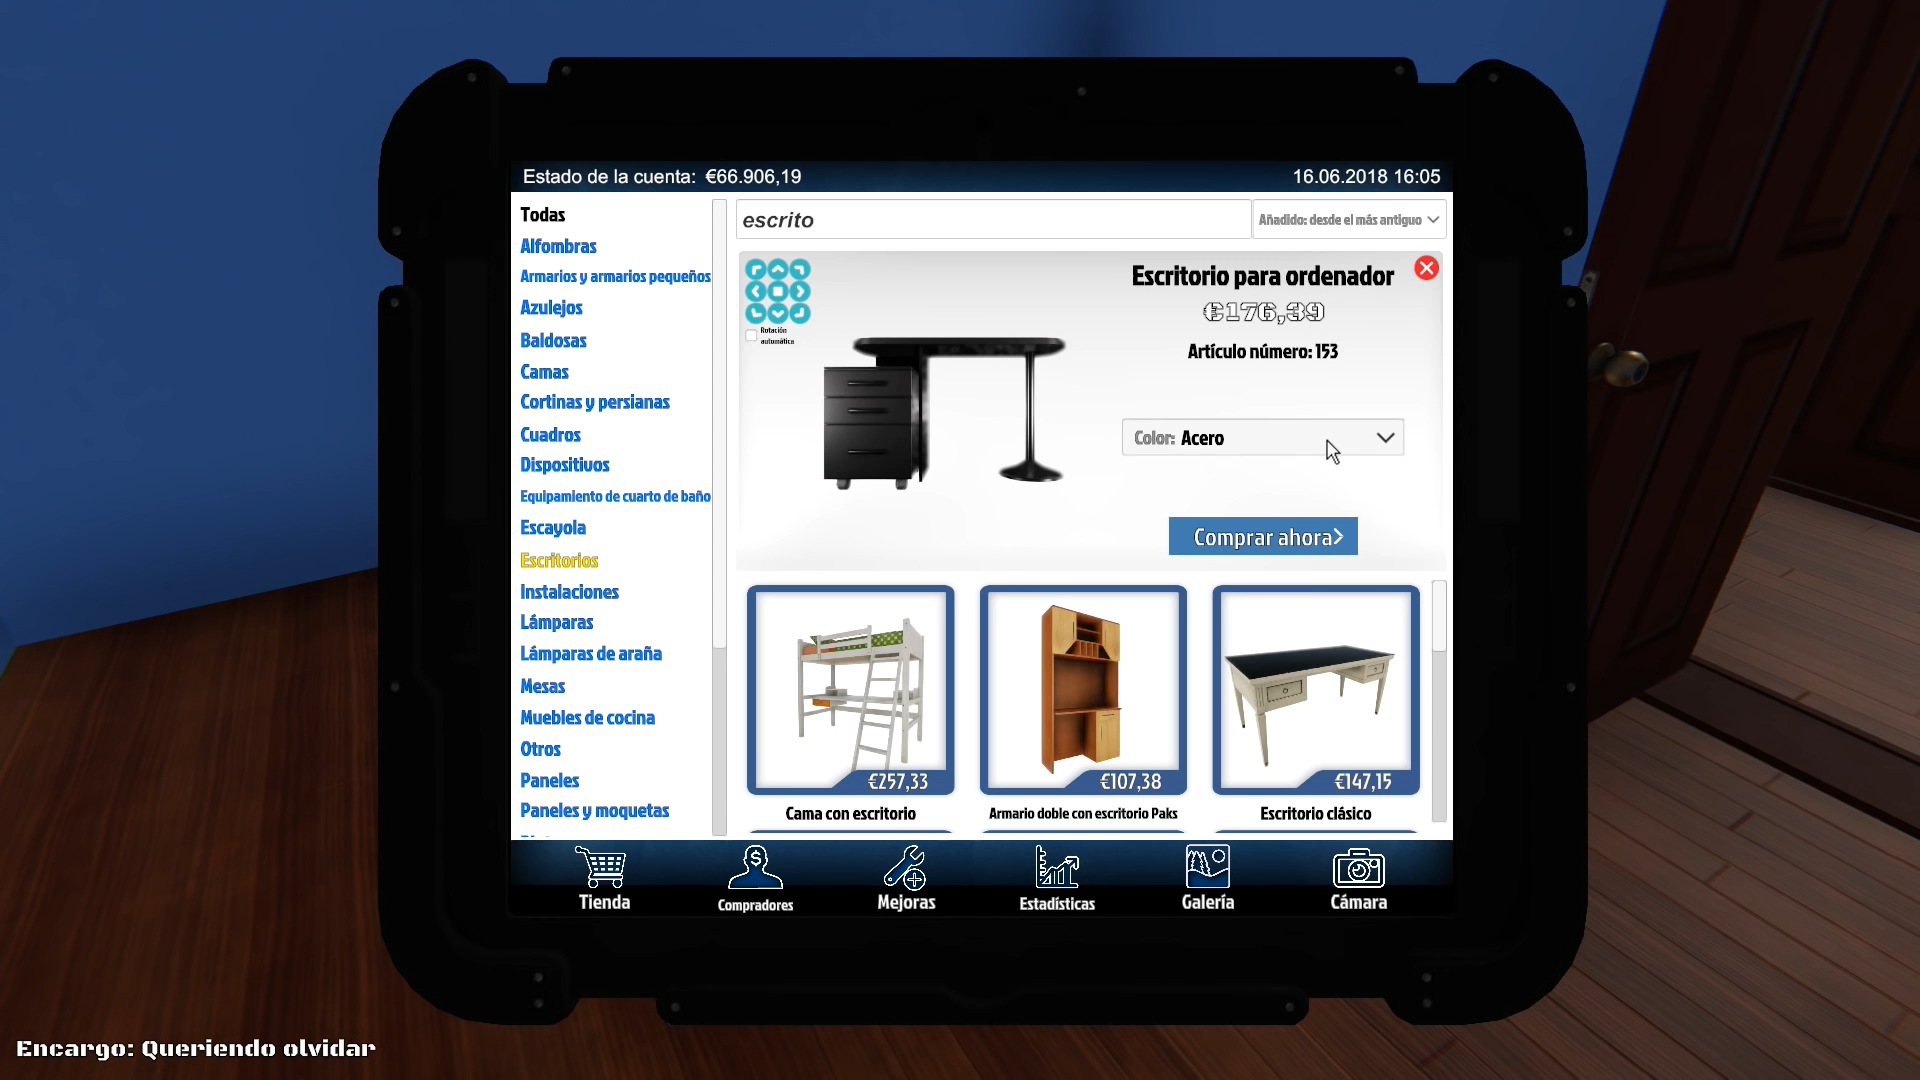 Estado de la cuenta: €66.906,19
16.06.2018 16:05
Todas
Alfombras
Armarios y armarios pequeños
Azulejos
Baldosas
Camas
Cortinas y persianas
Cuadros
Dispositivos
Equipamiento de cuarto de baño
Escayola
Escritorios
Instalaciones
Lámparas
Lámparas de araña
Mesas
Muebles de cocina
Otros
Paneles
Paneles y moquetas
escrito
Añadido: desde el más antiguo
Rotación
automática
Escritorio para ordenador
€176,39
Artículo número: 153
Color: Acero
Comprar ahora
€257,33
Cama con escritorio
€107,38
Armario doble con escritorio Paks
€147,15
Escritorio clásico
Tienda
Compradores
Mejoras
Estadísticas
Galería
Cámara
Encargo: Queriendo olvidar